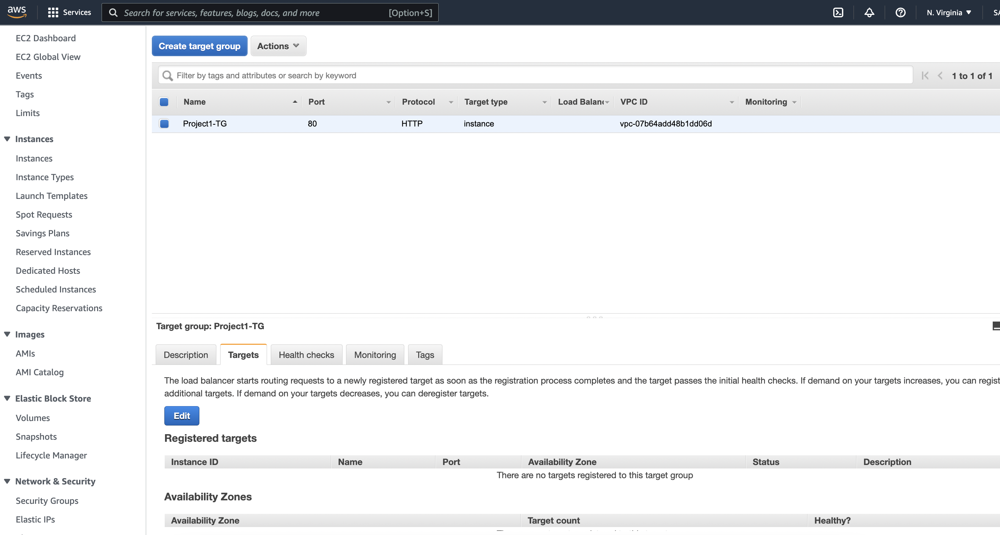 aws Services Search for services, features, blogs, docs, and more [Option+S] N. Virginia
EC2 Dashboard
EC2 Global View
Events
Tags
Limits
Instances
Instances
Instance Types
Launch Templates
Spot Requests
Savings Plans
Reserved Instances
Dedicated Hosts
Scheduled Instances
Capacity Reservations
Images
AMIs
AMI Catalog
Elastic Block Store
Volumes
Snapshots
Lifecycle Manager
Network & Security
Security Groups
Elastic IPs
Create target group Actions
Filter by tags and attributes or search by keyword 1 to 1 of 1
Name Port Protocol Target type Load Balanc VPC ID Monitoring
Project1-TG 80 HTTP instance vpc-07b64add48b1dd06d
Target group: Project1-TG
Description Targets Health checks Monitoring Tags
The load balancer starts routing requests to a newly registered target as soon as the registration process completes and the target passes the initial health checks. If demand on your targets increases, you can regist
additional targets. If demand on your targets decreases, you can deregister targets.
Edit
Registered targets
Instance ID Name Port Availability Zone Status Description
There are no targets registered to this target group
Availability Zones
Availability Zone Target count Healthy?